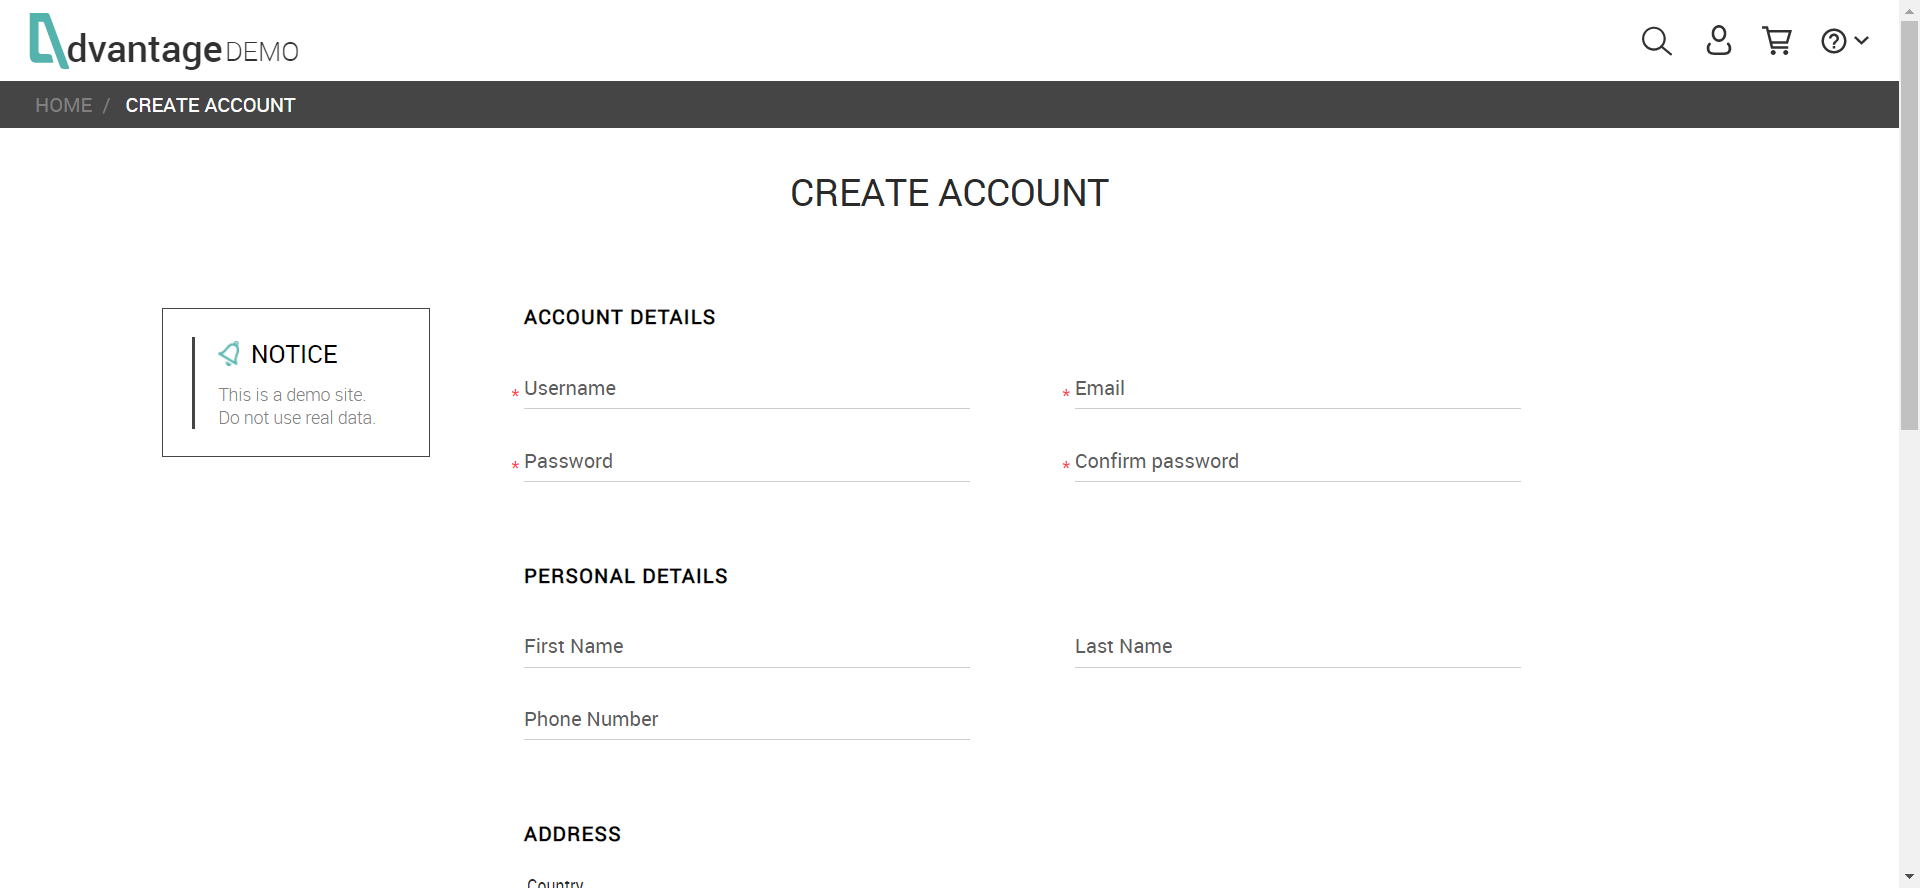 dvantage DEMO
HOME / CREATE ACCOUNT
CREATE ACCOUNT
NOTICE
This is a demo site.
Do not use real data.
ACCOUNT DETAILS
* Username
* Email
* Password
* Confirm password
PERSONAL DETAILS
First Name
Last Name
Phone Number
ADDRESS
Country